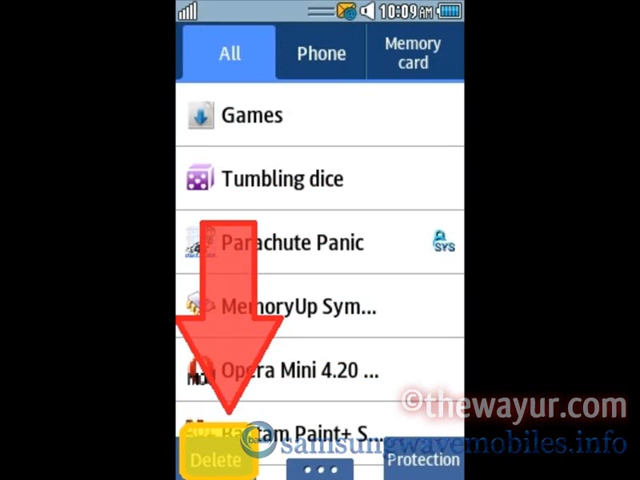 10:09 AM
All
Phone
Memory
card
Games
Tumbling dice
Parachute Panic
SYS
MemoryUp Sym...
Opera Mini 4.20 ...
Paint+ S...
©thewayur.com
samsungwavemobiles.info
Delete
...
Protection